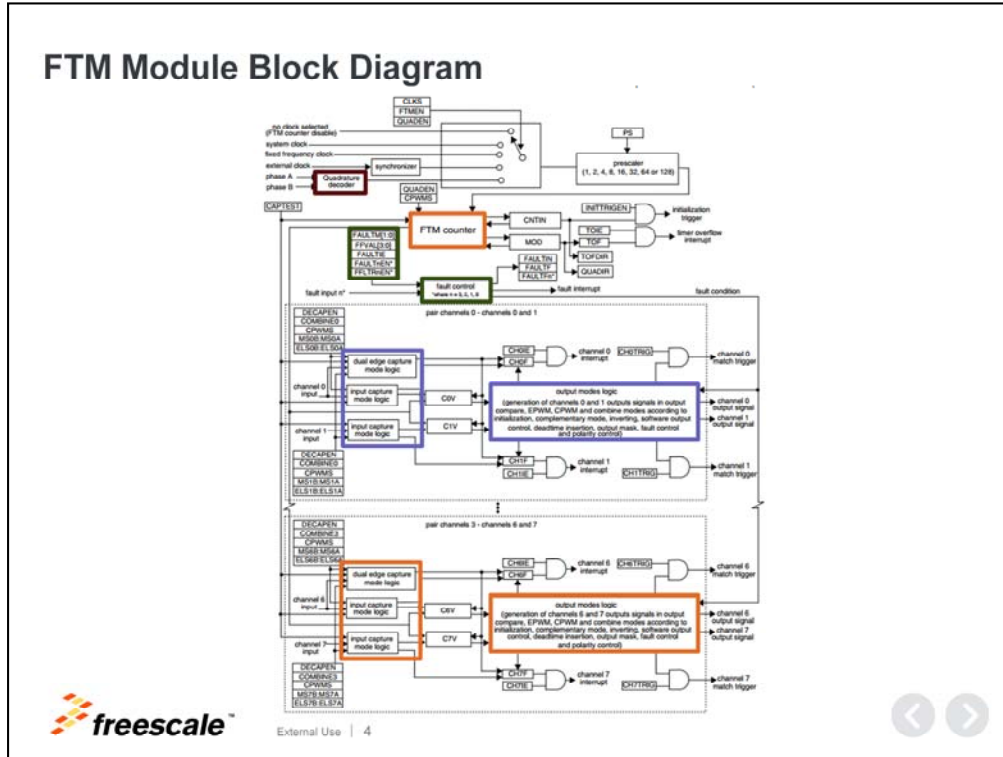 FTM Module Block Diagram
CLKS
FTMEN
QUADEN
no clock selected
(FTM counter disable)
system clock
fixed frequency clock
external clock
synchronizer
phase A
phase B
Quadrature
decoder
PS
prescaler
(1, 2, 4, 8, 16, 32, 64 or 128)
QUADEN
CPWMS
CAPTEST
FTM counter
CNTIN
MOD
INITTRIGEN
initialization
trigger
TOIE
TOF
timer overflow
interrupt
TOFDIR
QUADIR
FAULTM[1:0]
FFVAL[3:0]
FAULTIE
FAULTnEN*
FFLTRnEN*
FAULTIN
FAULTF
FAULTFn*
fault input n*
fault control
*where n = 3, 2, 1, 0
fault interrupt
fault condition
pair channels 0 - channels 0 and 1
DECAPEN
COMBINE0
CPWMS
MS0B:MS0A
ELS0B:ELS0A
dual edge capture
mode logic
channel 0
input
input capture
mode logic
C0V
channel 1
input
input capture
mode logic
C1V
CH0IE
CH0F
channel 0
interrupt
CH0TRIG
channel 0
match trigger
output modes logic
(generation of channels 0 and 1 outputs signals in output
compare, EPWM, CPWM and combine modes according to
initialization, complementary mode, inverting, software output
control, deadtime insertion, output mask, fault control
and polarity control)
channel 0
output signal
channel 1
output signal
DECAPEN
COMBINE0
CPWMS
MS1B:MS1A
ELS1B:ELS1A
CH1F
CH1IE
channel 1
interrupt
CH1TRIG
channel 1
match trigger
pair channels 3 - channels 6 and 7
DECAPEN
COMBINE3
CPWMS
MS6B:MS6A
ELS6B:ELS6A
dual edge capture
mode logic
channel 6
input
input capture
mode logic
C6V
channel 7
input
input capture
mode logic
C7V
CH6IE
CH6F
channel 6
interrupt
CH6TRIG
channel 6
match trigger
output modes logic
(generation of channels 6 and 7 outputs signals in output
compare, EPWM, CPWM and combine modes according to
initialization, complementary mode, inverting, software output
control, deadtime insertion, output mask, fault control
and polarity control)
channel 6
output signal
channel 7
output signal
DECAPEN
COMBINE3
CPWMS
MS7B:MS7A
ELS7B:ELS7A
CH7F
CH7IE
channel 7
interrupt
CH7TRIG
channel 7
match trigger
freescale™
External Use | 4